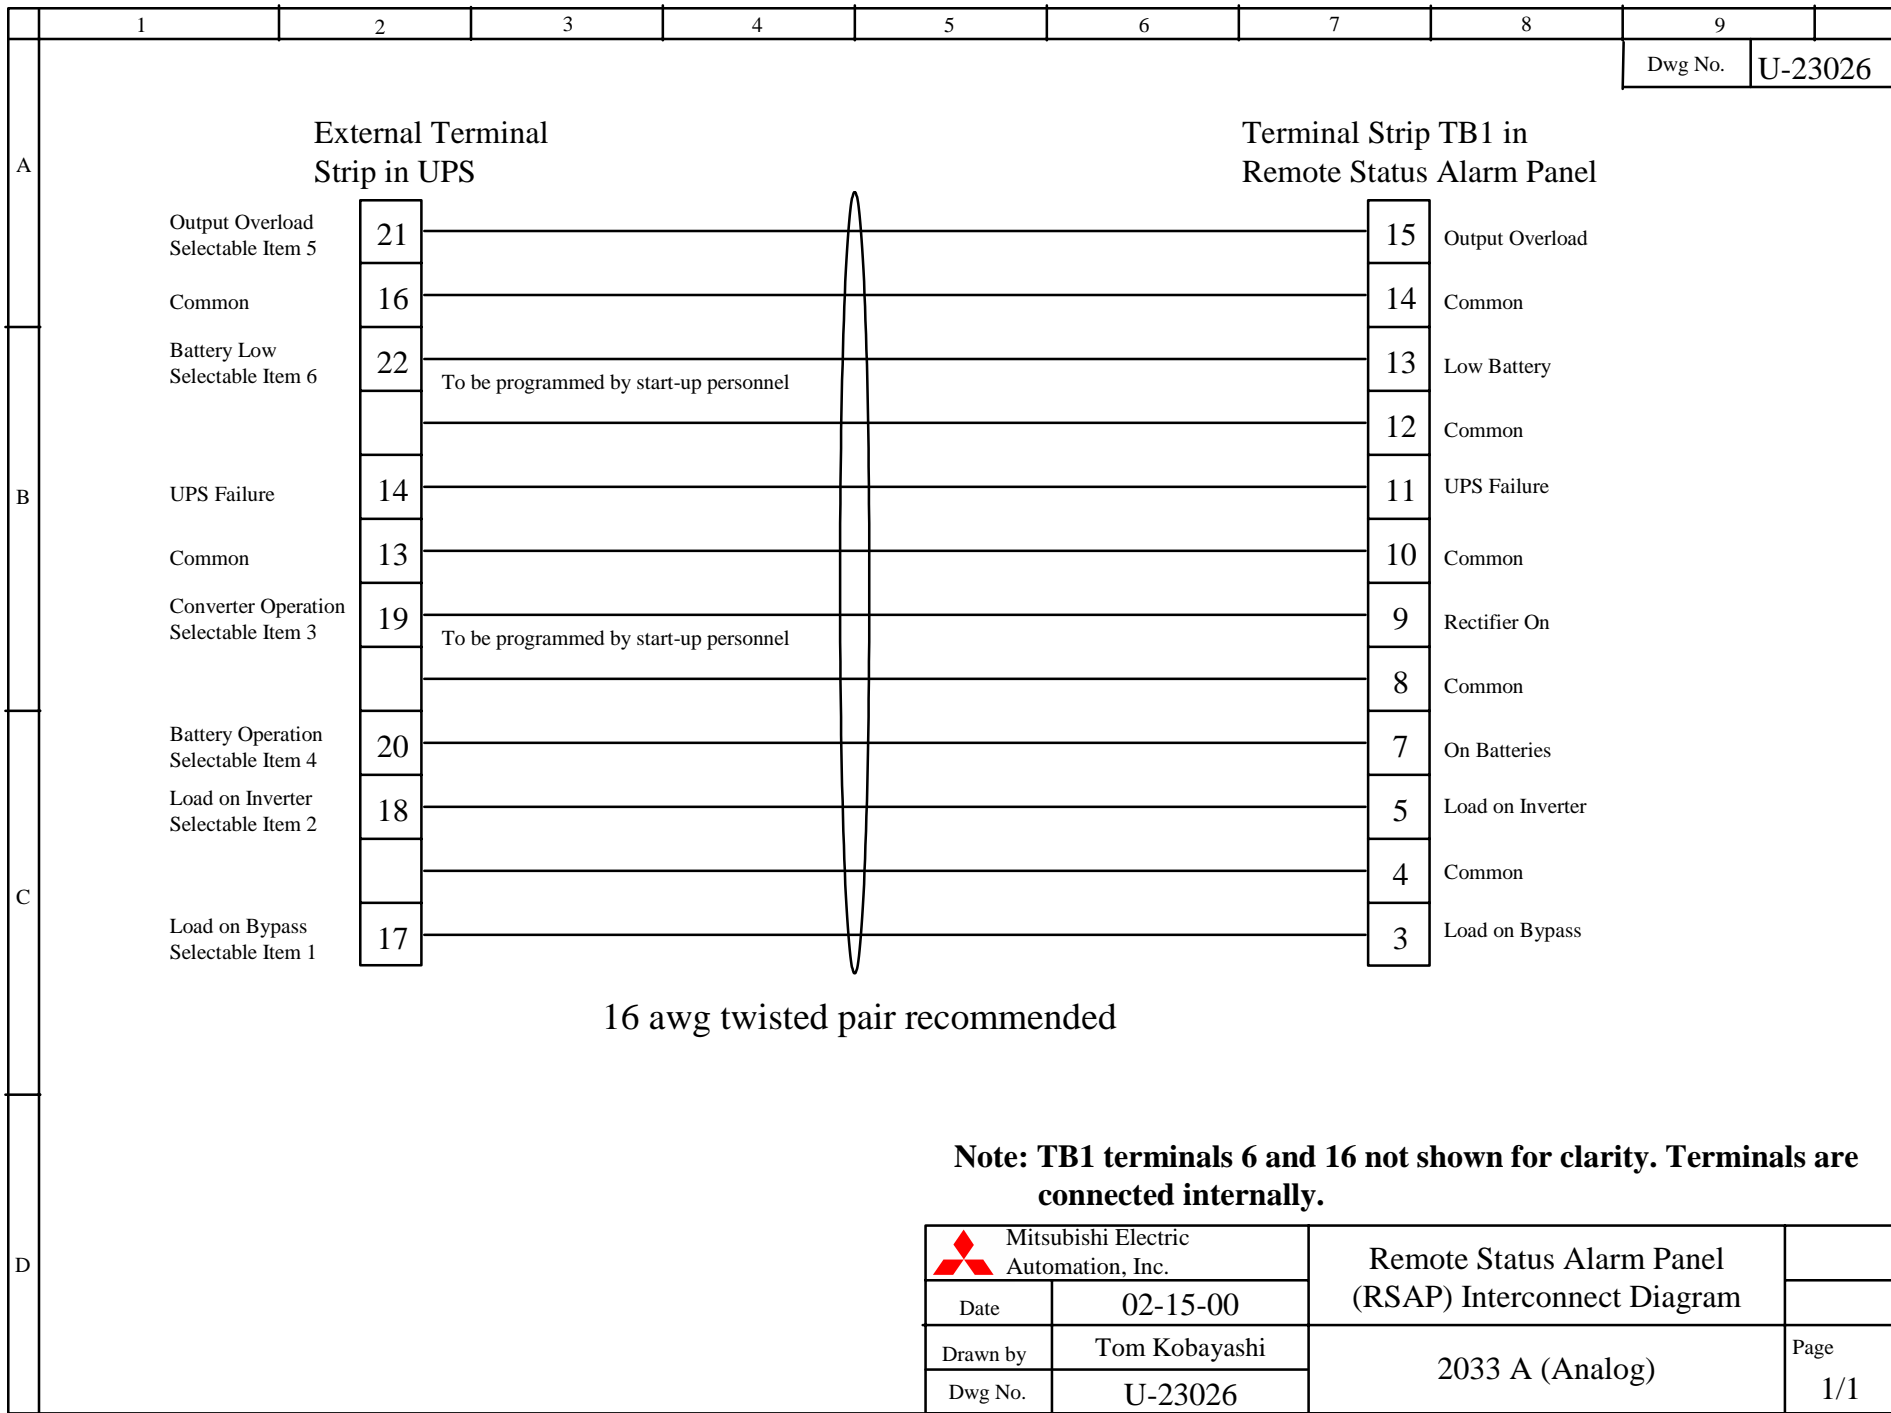 1 2 3 4 5 6 7 8 9
Dwg No. U-23026
A
B
C
D
External Terminal
Strip in UPS
Terminal Strip TB1 in
Remote Status Alarm Panel
Output Overload
Selectable Item 5
21
15
Output Overload
Common
16
14
Common
Battery Low
Selectable Item 6
22
To be programmed by start-up personnel
13
Low Battery
12
Common
UPS Failure
14
11
UPS Failure
Common
13
10
Common
Converter Operation
Selectable Item 3
19
To be programmed by start-up personnel
9
Rectifier On
8
Common
Battery Operation
Selectable Item 4
20
7
On Batteries
Load on Inverter
Selectable Item 2
18
5
Load on Inverter
4
Common
Load on Bypass
Selectable Item 1
17
3
Load on Bypass
16 awg twisted pair recommended
Note: TB1 terminals 6 and 16 not shown for clarity. Terminals are
connected internally.
Mitsubishi Electric
Automation, Inc.
Remote Status Alarm Panel
(RSAP) Interconnect Diagram
Date 02-15-00
Drawn by Tom Kobayashi
Dwg No. U-23026
2033 A (Analog)
Page
1/1